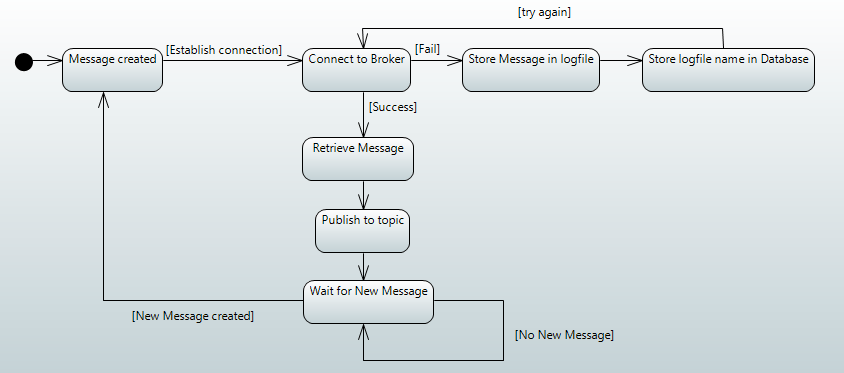 [try again]
Message created
[Establish connection]
Connect to Broker
[Fail]
Store Message in logfile
Store logfile name in Database
[Success]
Retrieve Message
Publish to topic
Wait for New Message
[New Message created]
[No New Message]